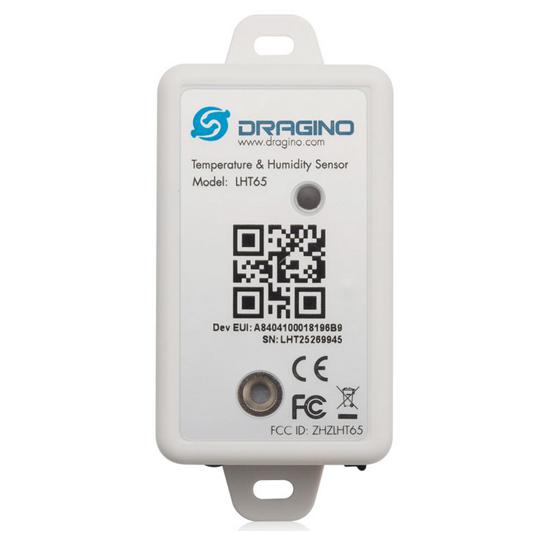 DRAGINO
www.dragino.com
Temperature & Humidity Sensor
Model: LHT65
Dev EUI: A8404100018196B9
SN: LHT25269945
CE
FC
FCC ID: ZHZLHT65